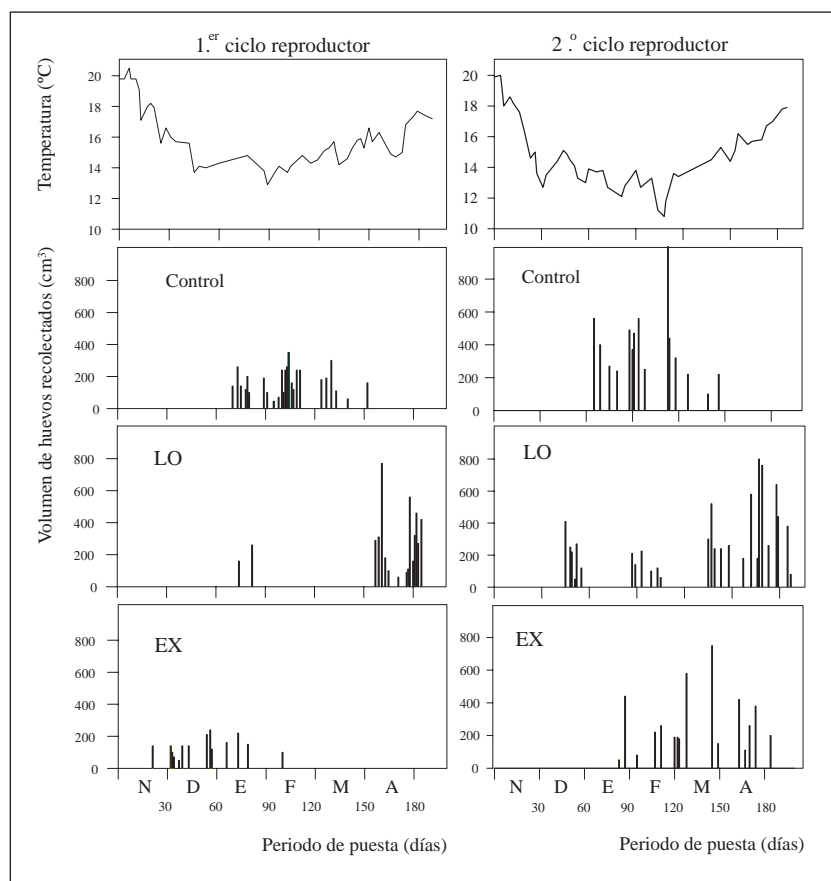 1.er ciclo reproductor
2 .o ciclo reproductor
Temperatura (ºC)
20
18
16
14
12
10
20
18
16
14
12
10
Volumen de huevos recolectados (cm3)
Control
800
600
400
200
0
Control
800
600
400
200
0
LO
800
600
400
200
0
LO
800
600
400
200
0
EX
800
600
400
200
0
EX
800
600
400
200
0
N D E F M A
30 60 90 120 150 180
N D E F M A
30 60 90 120 150 180
Periodo de puesta (días)
Periodo de puesta (días)